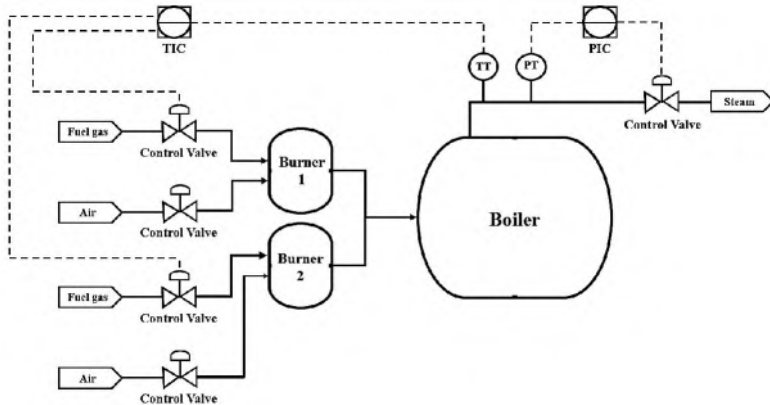 TIC
TT
PT
PIC
Steam
Control Valve
Fuel gas
Control Valve
Burner
1
Air
Control Valve
Boiler
Burner
2
Fuel gas
Control Valve
Air
Control Valve